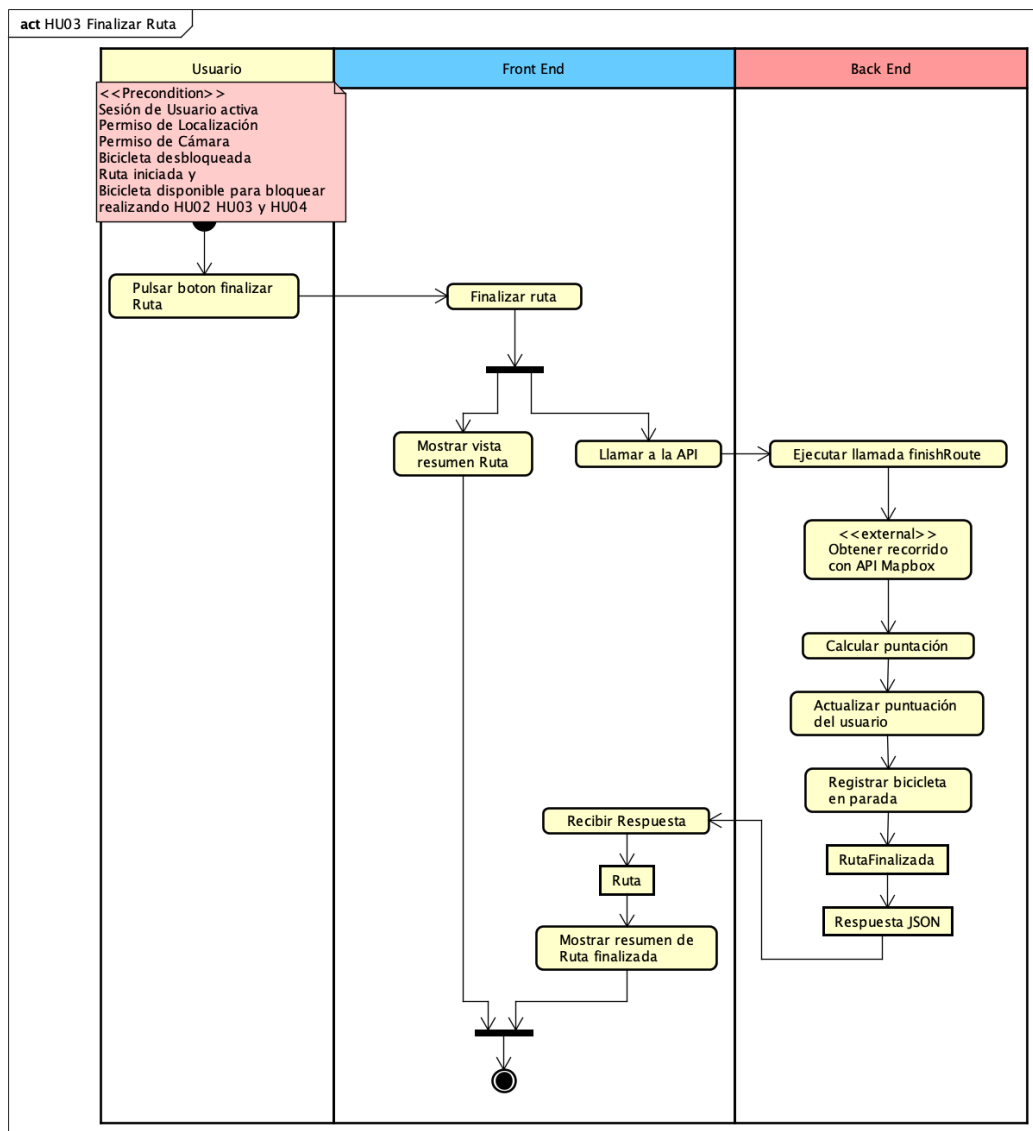 act HU03 Finalizar Ruta
Usuario
Front End
Back End
<<Precondition>>
Sesión de Usuario activa
Permiso de Localización
Permiso de Cámara
Bicicleta desbloqueada
Ruta iniciada y
Bicicleta disponible para bloquear
realizando HU02 HU03 y HU04
Pulsar boton finalizar
Ruta
Finalizar ruta
Mostrar vista
resumen Ruta
Llamar a la API
Ejecutar llamada finishRoute
<<external>>
Obtener recorrido
con API Mapbox
Calcular puntación
Actualizar puntuación
del usuario
Registrar bicicleta
en parada
Recibir Respuesta
RutaFinalizada
Ruta
Respuesta JSON
Mostrar resumen de
Ruta finalizada